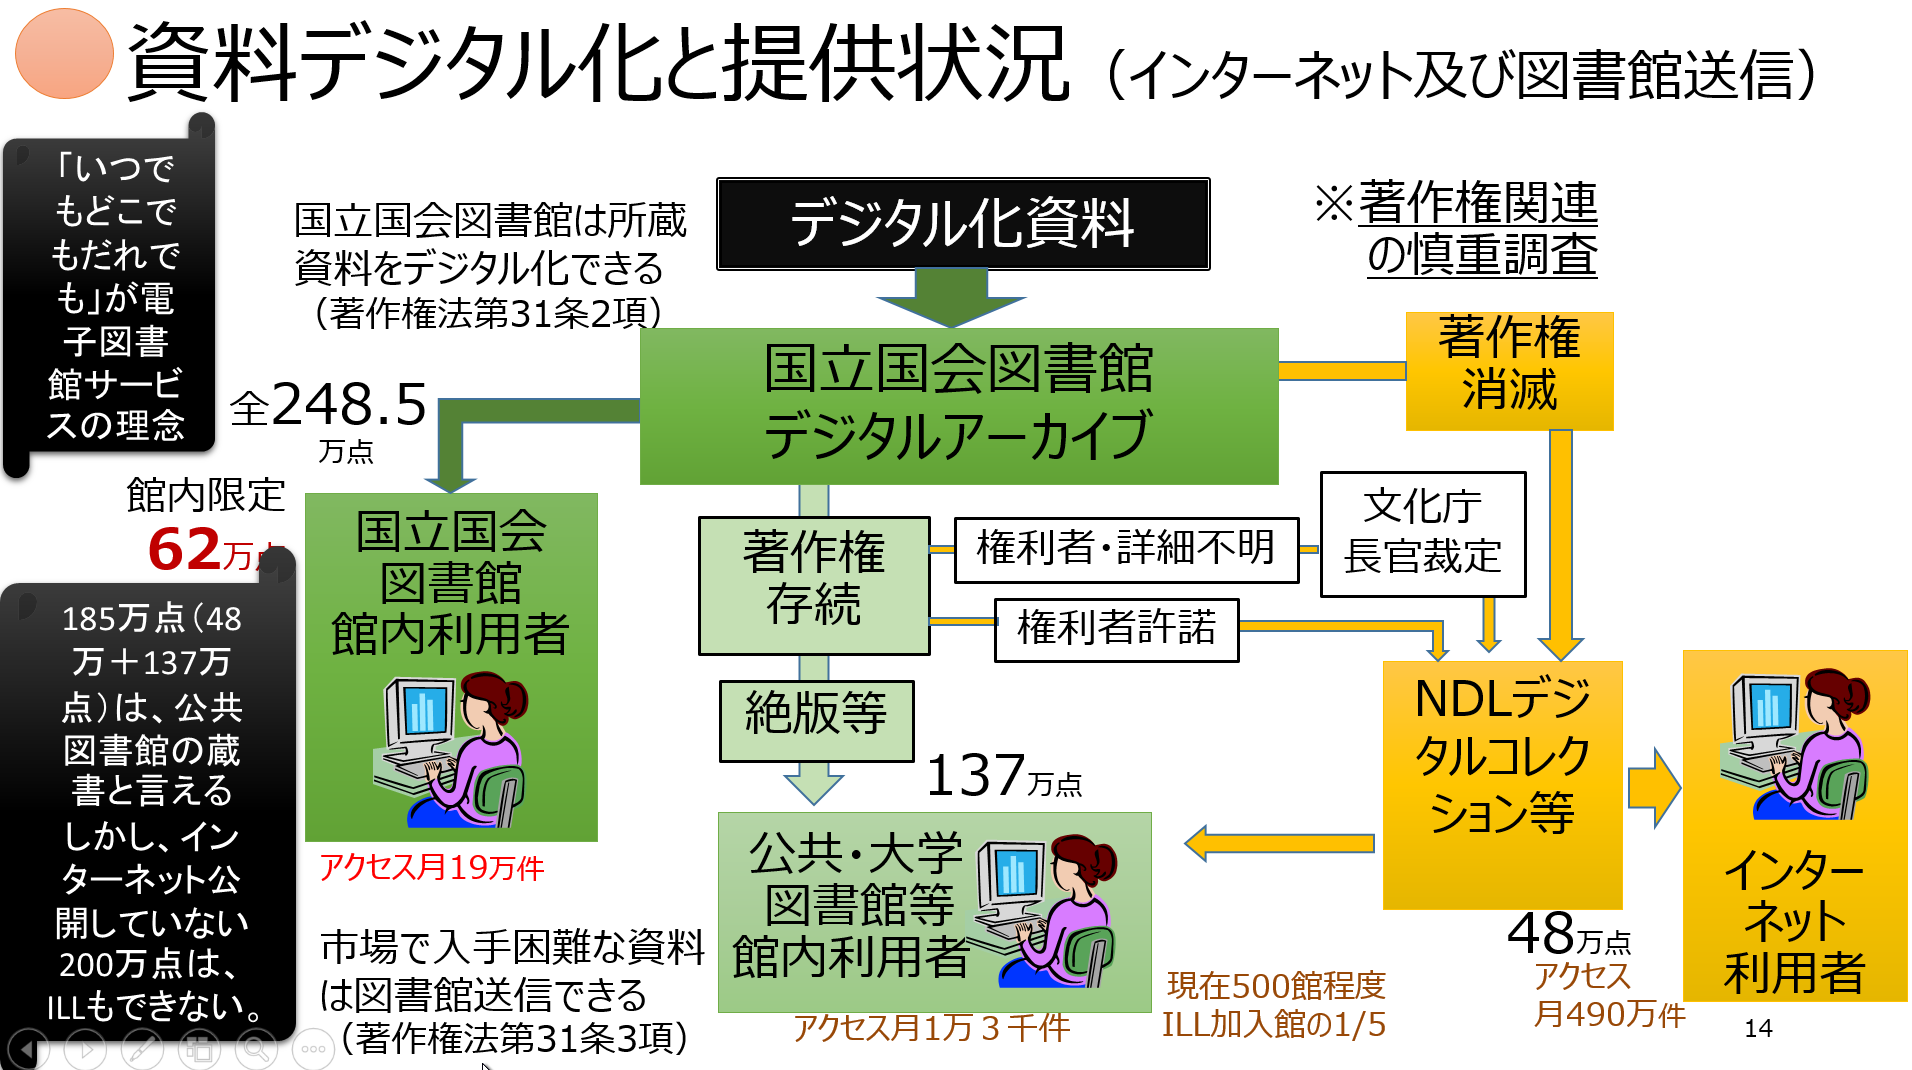 資料デジタル化と提供状況（インターネット及び図書館送信）
「いつで
もどこで
もだれで
も」が電
子図書
館サービ
スの理念
国立国会図書館は所蔵
資料をデジタル化できる
（著作権法第31条2項）
デジタル化資料
※著作権関連
の慎重調査
国立国会図書館
デジタルアーカイブ
著作権
消滅
全248.5
万点
館内限定
62万点
国立国会
図書館
館内利用者
アクセス月19万件
著作権
存続
権利者・詳細不明
文化庁
長官裁定
権利者許諾
絶版等
137万点
公共・大学
図書館等
館内利用者
アクセス月1万３千件
NDLデジ
タルコレク
ション等
48万点
アクセス
月490万件
インター
ネット
利用者
現在500館程度
ILL加入館の1/5
185万点（48
万＋137万
点）は、公共
図書館の蔵
書と言える
しかし、イン
ターネット公
開していない
200万点は、
ILLもできない。
市場で入手困難な資料
は図書館送信できる
（著作権法第31条3項）
14